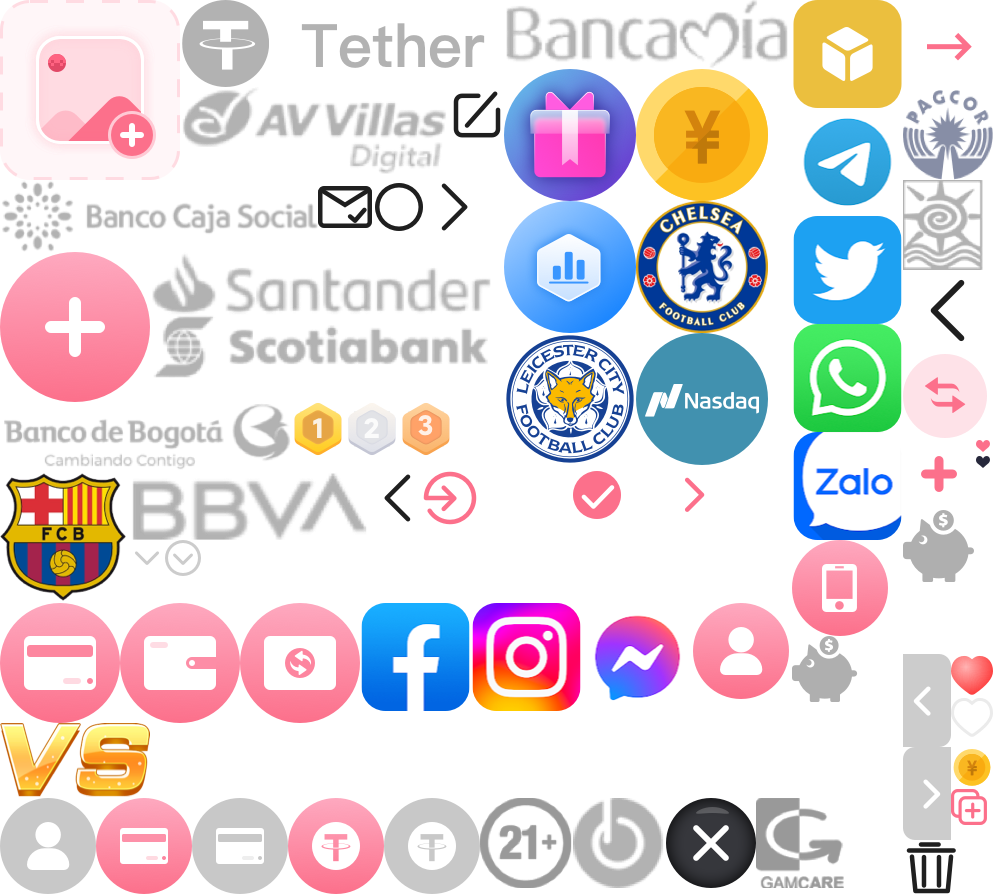 Tether
Bancamía
AV Villas
Digital
PAGCOR
¥
Banco Caja Social
CHELSEA
FOOTBALL CLUB
Santander
Scotiabank
LEICESTER CITY
FOOTBALL CLUB
Nasdaq
Banco de Bogotá
Cambiando Contigo
1
2
3
Zalo
FCB
BBVA
$
$
VS
¥
21+
G
GAMCARE